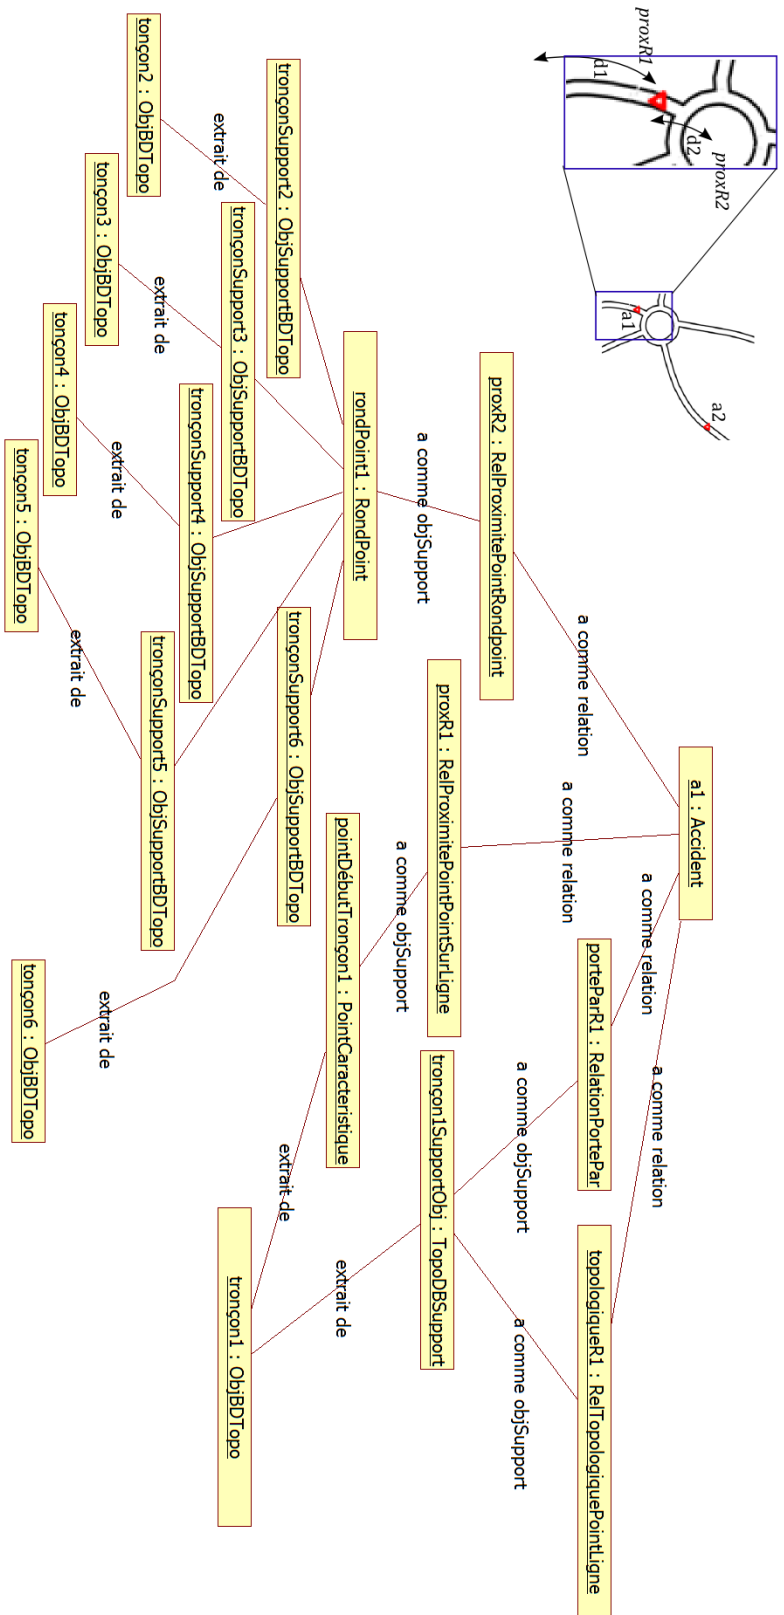 proxR1
d1
d2
proxR2
a1
a2
a1 : Accident
a comme relation
a comme relation
a comme relation
a comme relation
proxR2 : RelProximitePointRondpoint
proxR1 : RelProximitePointPointSurLigne
porteParR1 : RelationPortePar
topologiqueR1 : RelTopologiquePointLigne
a comme objSupport
a comme objSupport
a comme objSupport
a comme objSupport
rondPoint1 : RondPoint
pointDébutTronçon1 : PointCaracteristique
tronçon1SupportObj : TopoDBSupport
tronçonSupport2 : ObjSupportBDTopo
tronçonSupport3 : ObjSupportBDTopo
tronçonSupport4 : ObjSupportBDTopo
tronçonSupport5 : ObjSupportBDTopo
tronçonSupport6 : ObjSupportBDTopo
extrait de
extrait de
extrait de
extrait de
extrait de
extrait de
extrait de
tonçon2 : ObjBDTopo
tonçon3 : ObjBDTopo
tonçon4 : ObjBDTopo
tonçon5 : ObjBDTopo
tonçon6 : ObjBDTopo
tronçon1 : ObjBDTopo